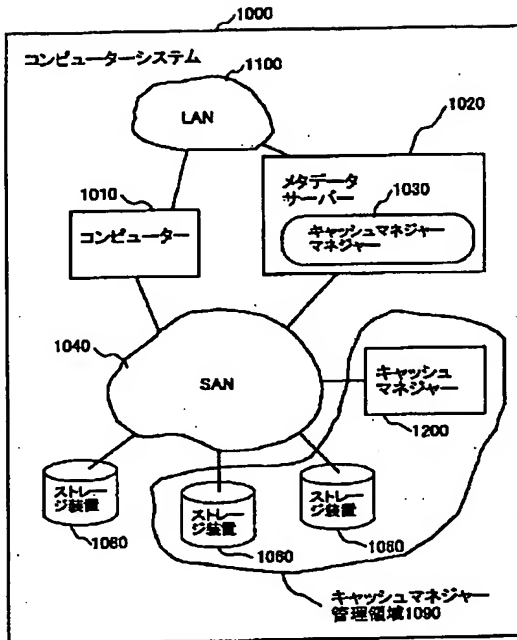 1000
コンピューターシステム
1100
LAN
1020
1010
メタデータ
サーバー
1030
コンピューター
キャッシュマネジャー
マネジャー
1040
SAN
キャッシュ
マネジャー
1200
ストレー
ジ装置
1060
ストレー
ジ装置
1060
ストレー
ジ装置
1060
キャッシュマネジャー
管理領域1090